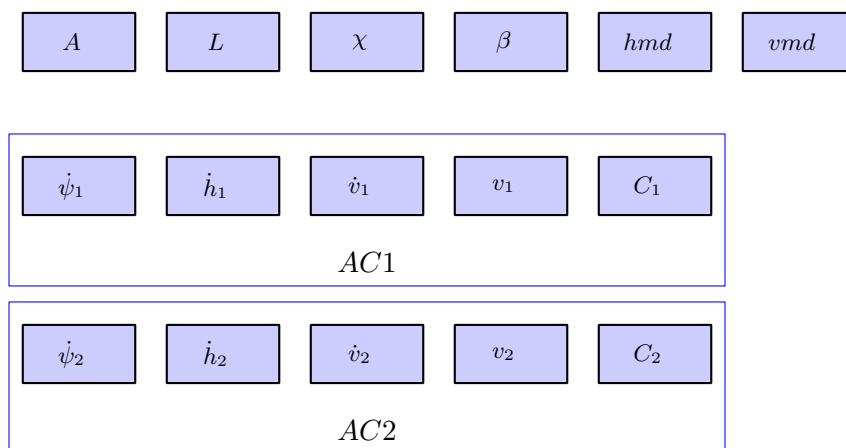 A L χ β hmd vmd
ψ̇₁ ḣ₁ v̇₁ v₁ C₁
AC1
ψ̇₂ ḣ₂ v̇₂ v₂ C₂
AC2